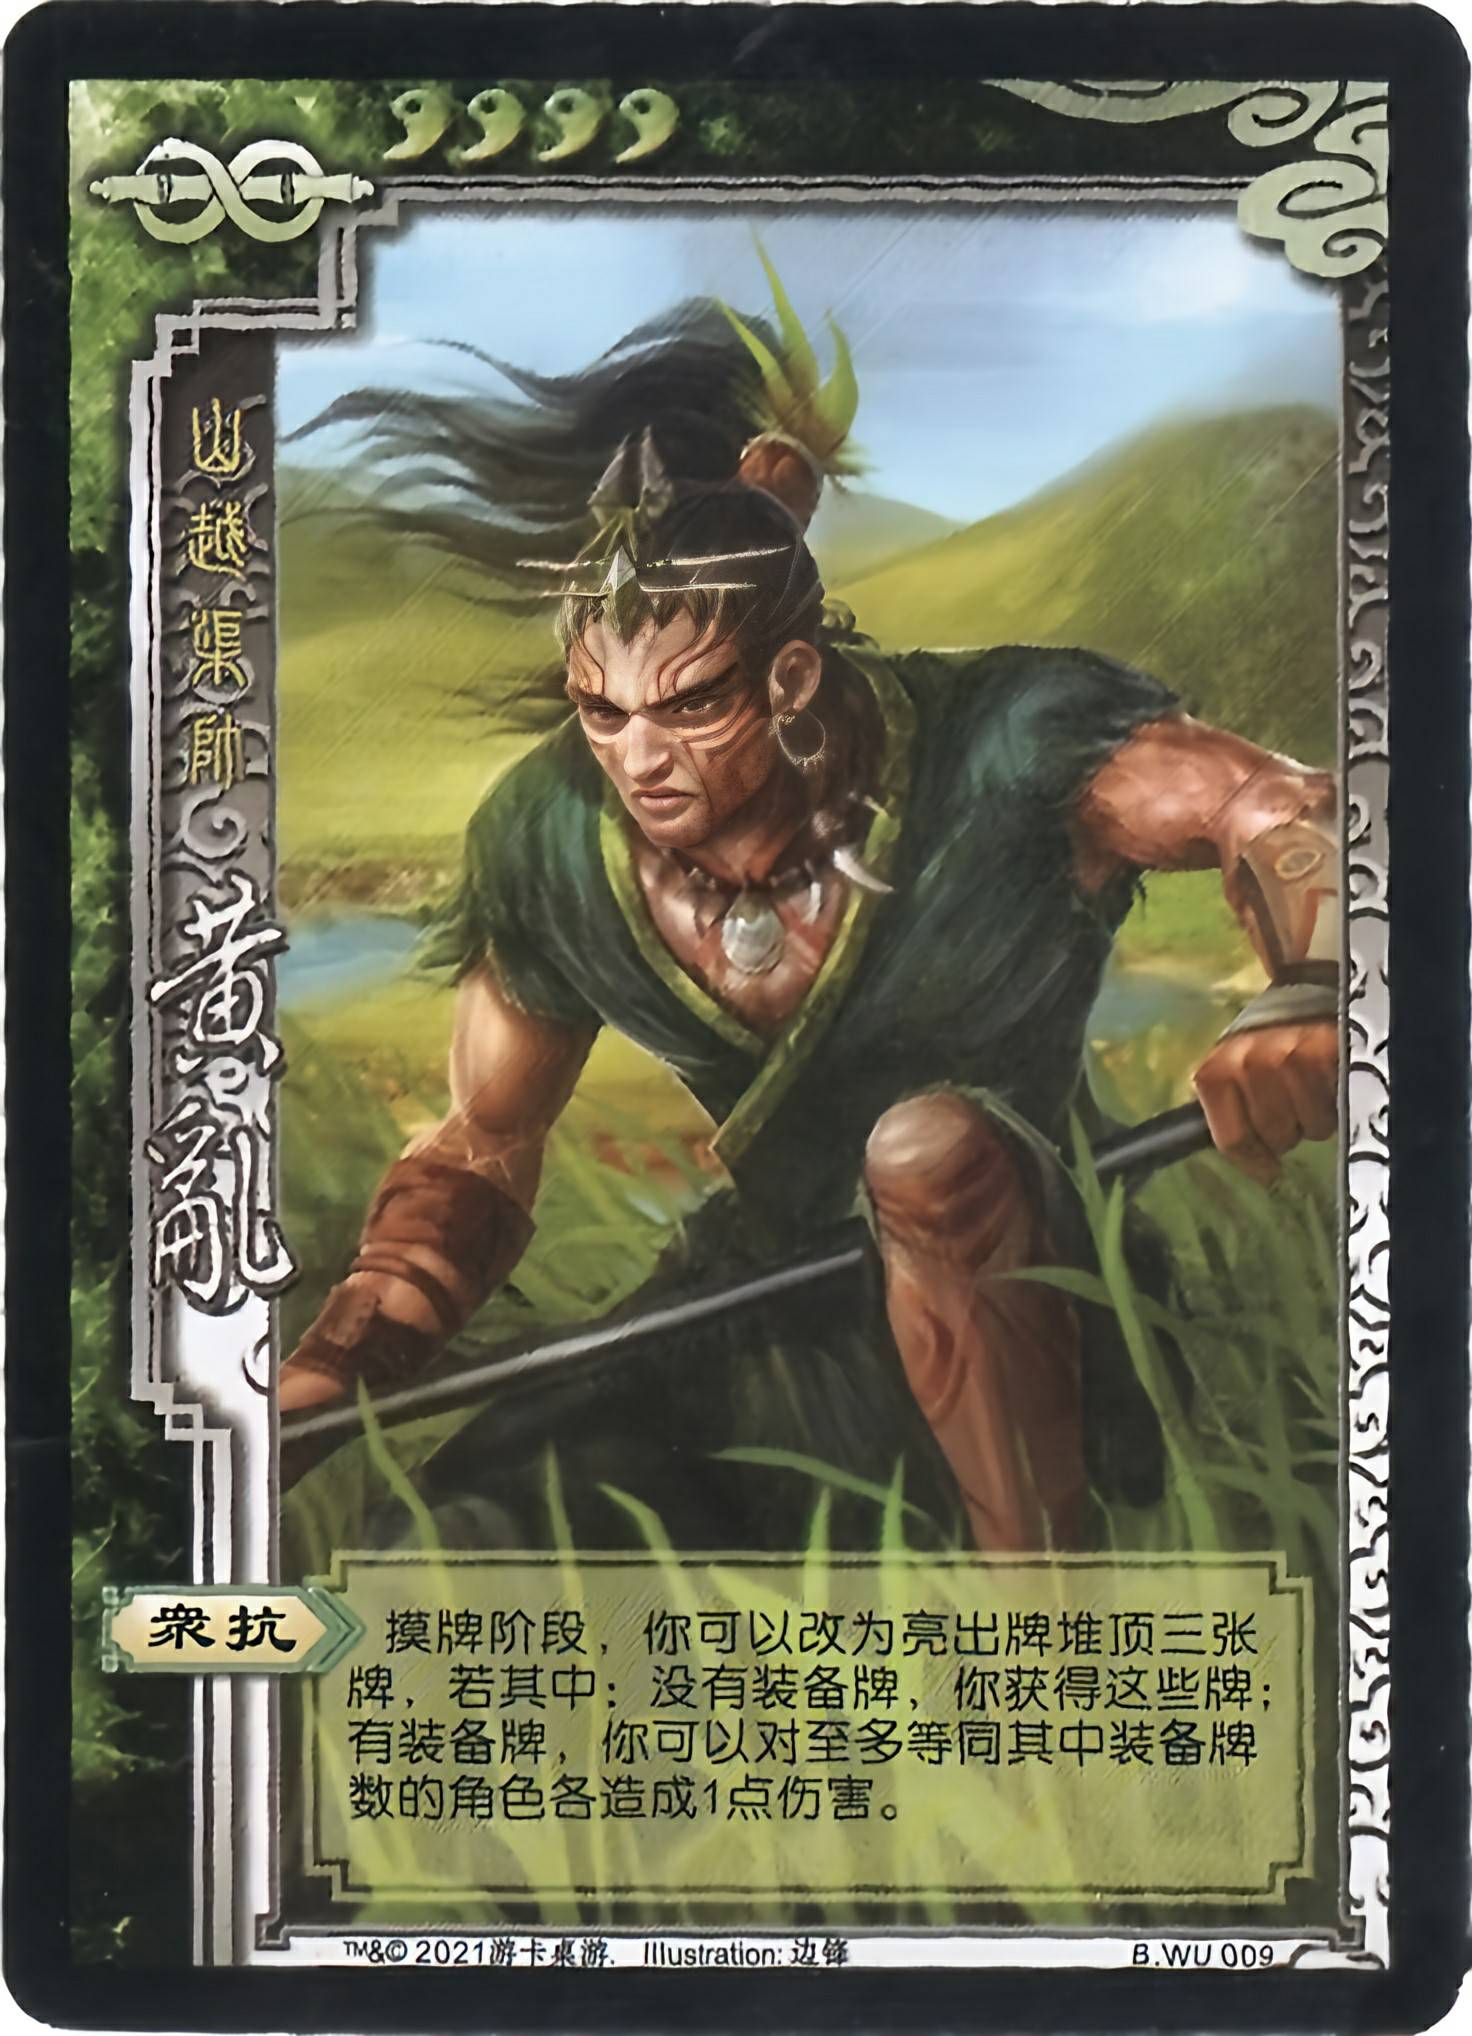 山越渠帥
黃亂
衆抗
摸牌阶段，你可以改为亮出牌堆顶三张
牌，若其中：没有装备牌，你获得这些牌；
有装备牌，你可以对至多等同其中装备牌
数的角色各造成1点伤害。
™&© 2021游卡桌游. Illustration: 边锋
B.WU 009